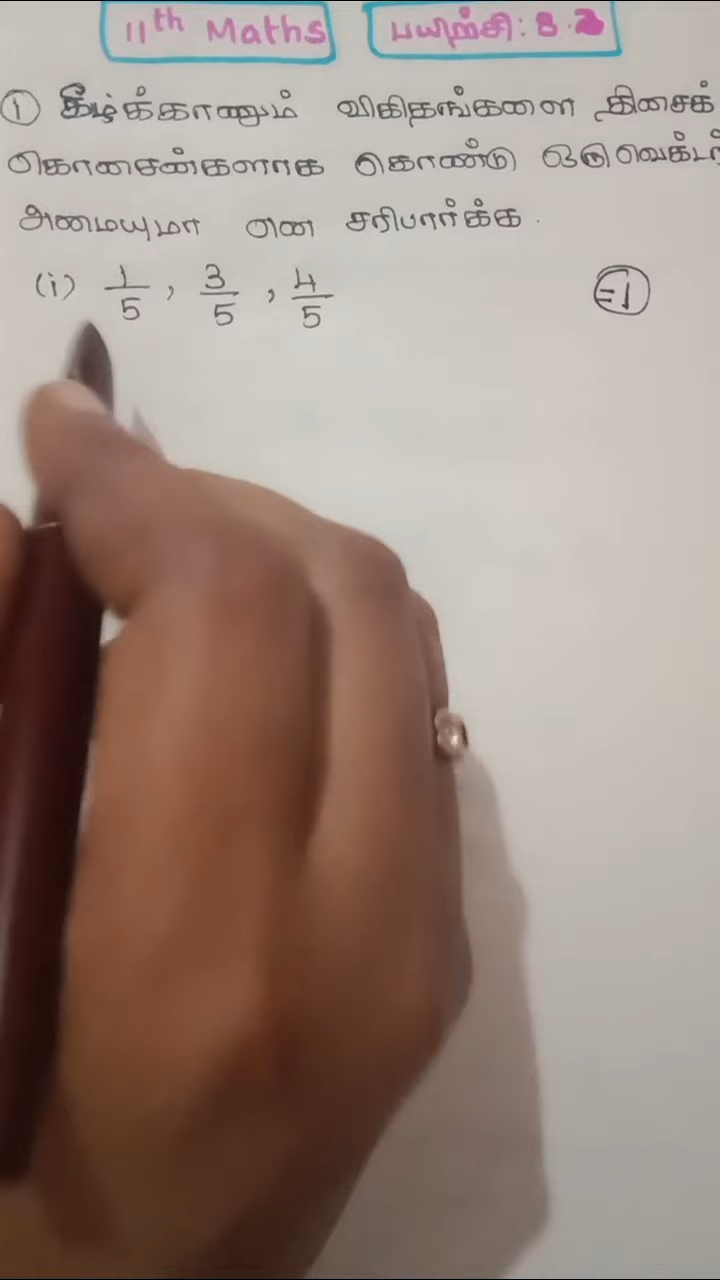 11th Maths
பயிற்சி: 8.2
① கீழ்க்காணும் விகிதங்களை திசைக்
கொசைன்களாக கொண்டு ஒரு வெக்டர்
அமையுமா என சரிபார்க்க.
(i) 1/5, 3/5, 4/5
=1